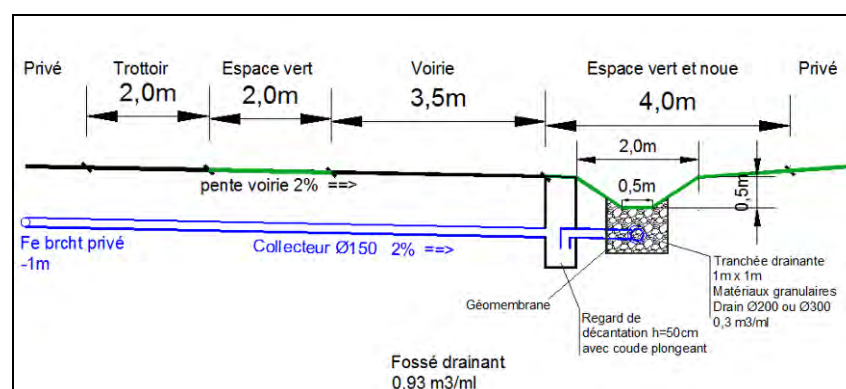 Privé
Trottoir
Espace vert
Voirie
Espace vert et noue
Privé
2,0m
2,0m
3,5m
4,0m
2,0m
0,5m
0,5m
pente voirie 2% ==>
Fe brcht privé
-1m
Collecteur Ø150 2% ==>
Géomembrane
Regard de
décantation h=50cm
avec coude plongeant
Tranchée drainante
1m x 1m
Matériaux granulaires
Drain Ø200 ou Ø300
0,3 m3/ml
Fossé drainant
0.93 m3/ml